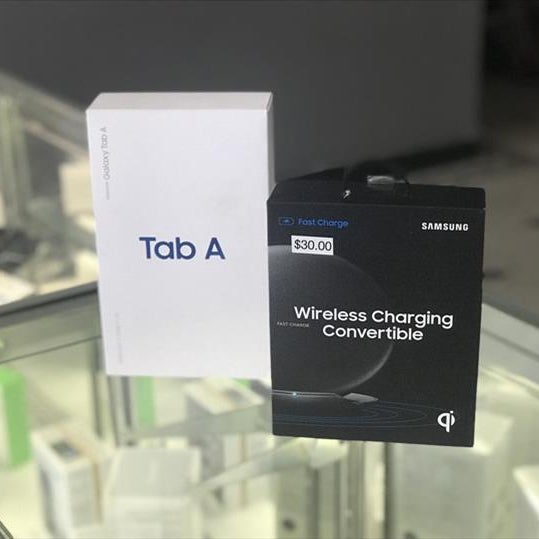 Galaxy Tab A
Tab A
Fast Charge
SAMSUNG
$30.00
Wireless Charging
Convertible
FAST CHARGE
qi